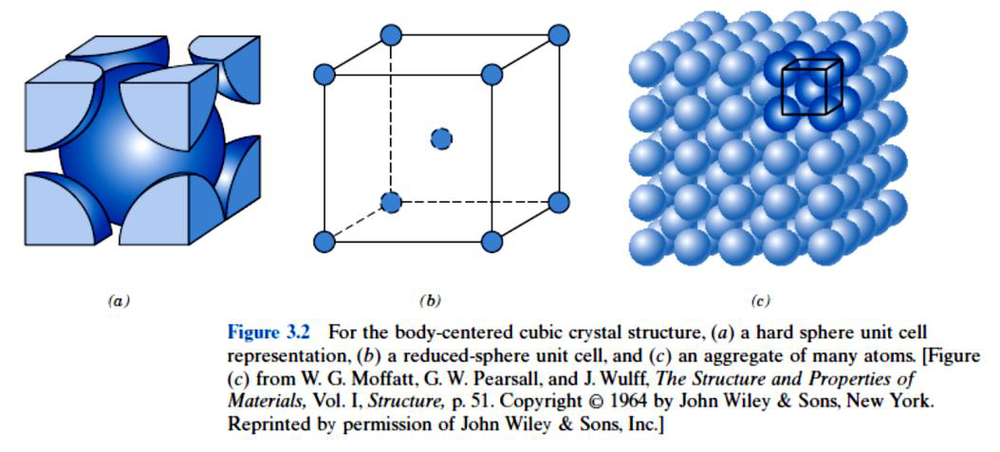 (a)
(b)
(c)
Figure 3.2 For the body-centered cubic crystal structure, (a) a hard sphere unit cell
representation, (b) a reduced-sphere unit cell, and (c) an aggregate of many atoms. [Figure
(c) from W. G. Moffatt, G. W. Pearsall, and J. Wulff, The Structure and Properties of
Materials, Vol. I, Structure, p. 51. Copyright © 1964 by John Wiley & Sons, New York.
Reprinted by permission of John Wiley & Sons, Inc.]